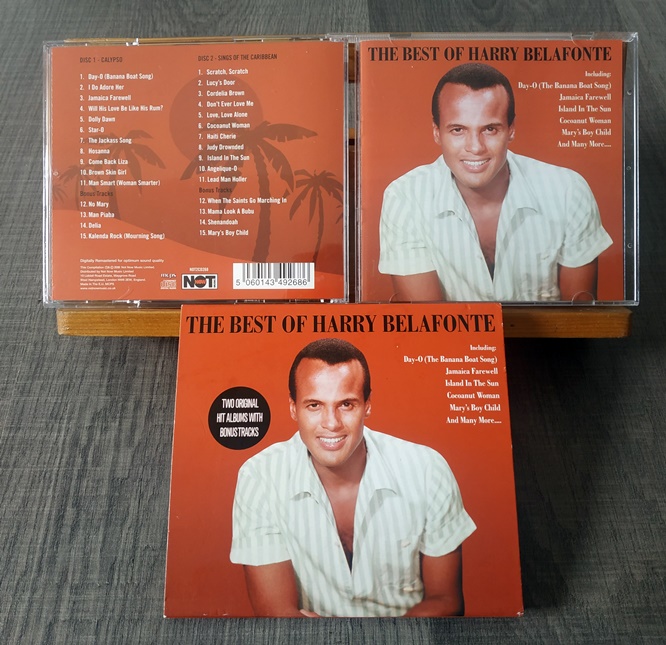 DISC 1 - CALYPSO
1. Day-O (Banana Boat Song)
2. I Do Adore Her
3. Jamaica Farewell
4. Will His Love Be Like His Rum?
5. Dolly Dawn
6. Star-O
7. The Jackass Song
8. Hosanna
9. Come Back Liza
10. Brown Skin Girl
11. Man Smart (Woman Smarter)
Bonus Tracks
12. No Mary
13. Man Piaba
14. Delia
15. Kalenda Rock (Mourning Song)
DISC 2 - SINGS OF THE CARIBBEAN
1. Scratch, Scratch
2. Lucy's Door
3. Cordelia Brown
4. Don't Ever Love Me
5. Love, Love Alone
6. Cocoanut Woman
7. Haiti Cherie
8. Judy Drownded
9. Island In The Sun
10. Angelique-O
11. Lead Man Holler
Bonus Tracks
12. When The Saints Go Marching In
13. Mama Look A Bubu
14. Shenandoah
15. Mary's Boy Child
Digitally Remastered for optimum sound quality
NOT
5 060143 492686
THE BEST OF HARRY BELAFONTE
Including:
Day-O (The Banana Boat Song)
Jamaica Farewell
Island In The Sun
Cocoanut Woman
Mary's Boy Child
And Many More....
THE BEST OF HARRY BELAFONTE
Including:
Day-O (The Banana Boat Song)
Jamaica Farewell
Island In The Sun
Cocoanut Woman
Mary's Boy Child
And Many More....
TWO ORIGINAL
HIT ALBUMS WITH
BONUS TRACKS